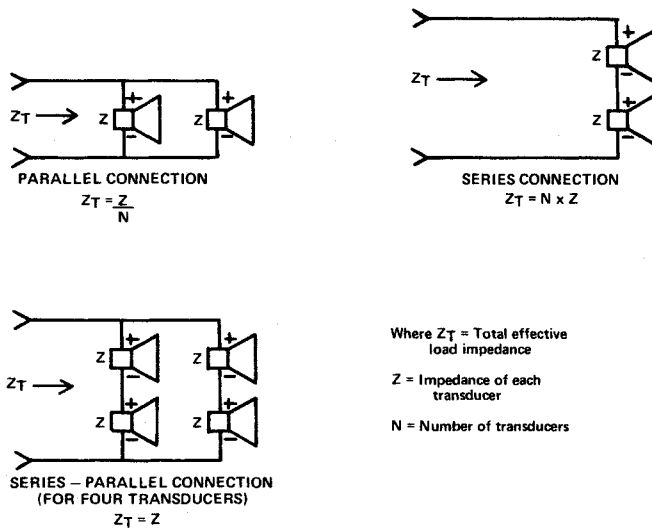 +
+
ZT
Z
Z
-
-
PARALLEL CONNECTION
ZT = Z
N
+
Z
-
ZT
+
Z
-
SERIES CONNECTION
ZT = N x Z
+
+
Z
Z
-
-
ZT
+
+
Z
Z
-
-
SERIES – PARALLEL CONNECTION
(FOR FOUR TRANSDUCERS)
ZT = Z
Where ZT = Total effective
load impedance
Z = Impedance of each
transducer
N = Number of transducers